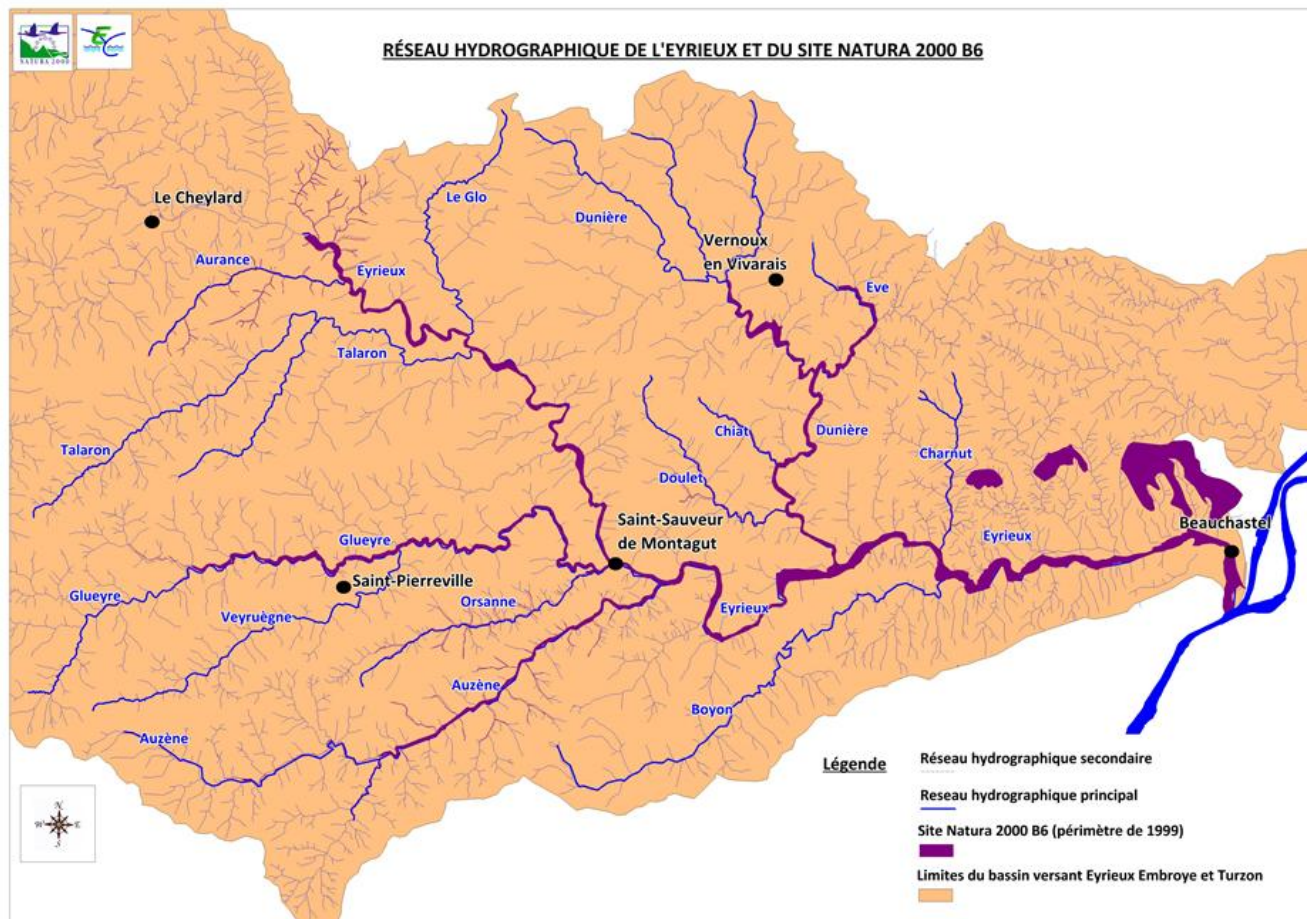 NATURA 2000
RÉSEAU HYDROGRAPHIQUE DE L'EYRIEUX ET DU SITE NATURA 2000 B6
Le Cheylard
Le Glo
Dunière
Vernoux
en Vivarais
Aurance
Eyrieux
Eve
Talaron
Chiat
Dunière
Talaron
Doulet
Charnut
Saint-Sauveur
de Montagut
Beauchastel
Glueyre
Eyrieux
Saint-Pierreville
Glueyre
Orsanne
Veyruègne
Eyrieux
Auzène
Boyon
Auzène
Légende
Réseau hydrographique secondaire
Reseau hydrographique principal
Site Natura 2000 B6 (périmètre de 1999)
Limites du bassin versant Eyrieux Embroye et Turzon
N
W E
S